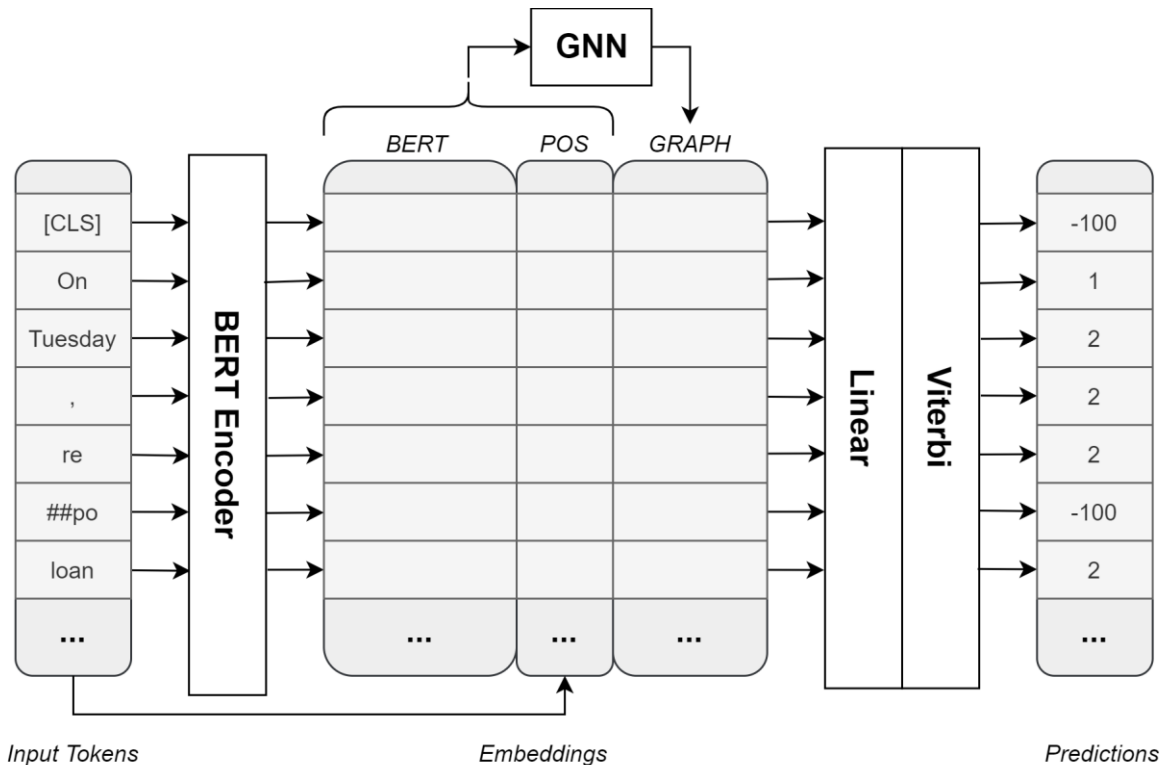 GNN
BERT POS GRAPH
[CLS]
On
Tuesday
,
re
##po
loan
...
BERT Encoder
... ... ...
Linear
Viterbi
-100
1
2
2
2
-100
2
...
Input Tokens Embeddings Predictions